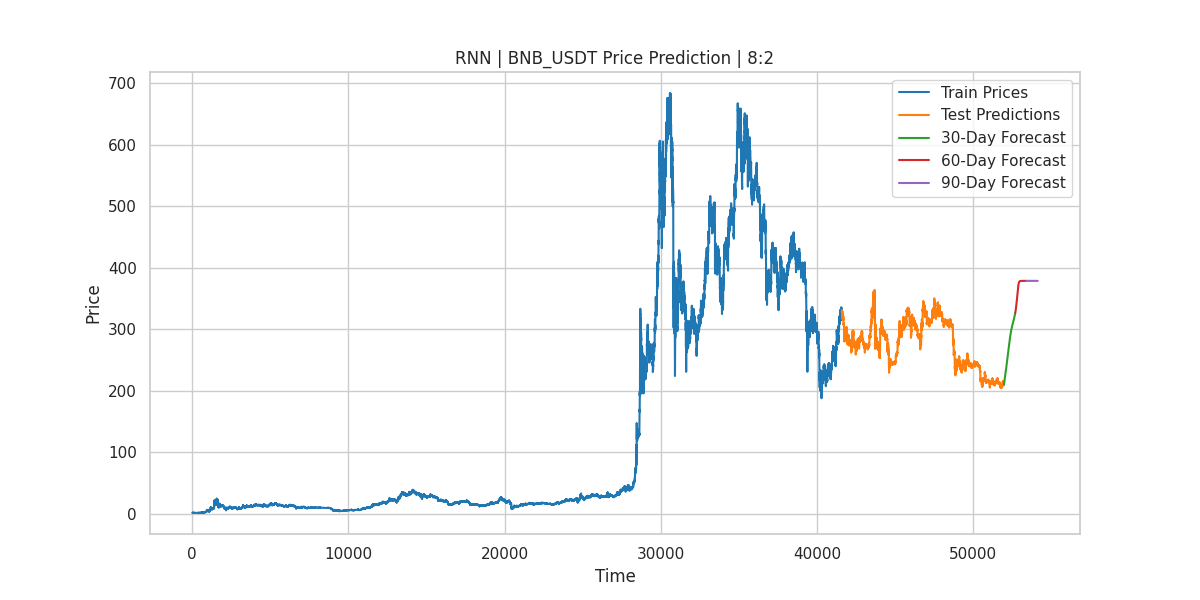 RNN | BNB_USDT Price Prediction | 8:2
700
600
500
400
300
200
100
0
Price
Train Prices
Test Predictions
30-Day Forecast
60-Day Forecast
90-Day Forecast
0 10000 20000 30000 40000 50000
Time